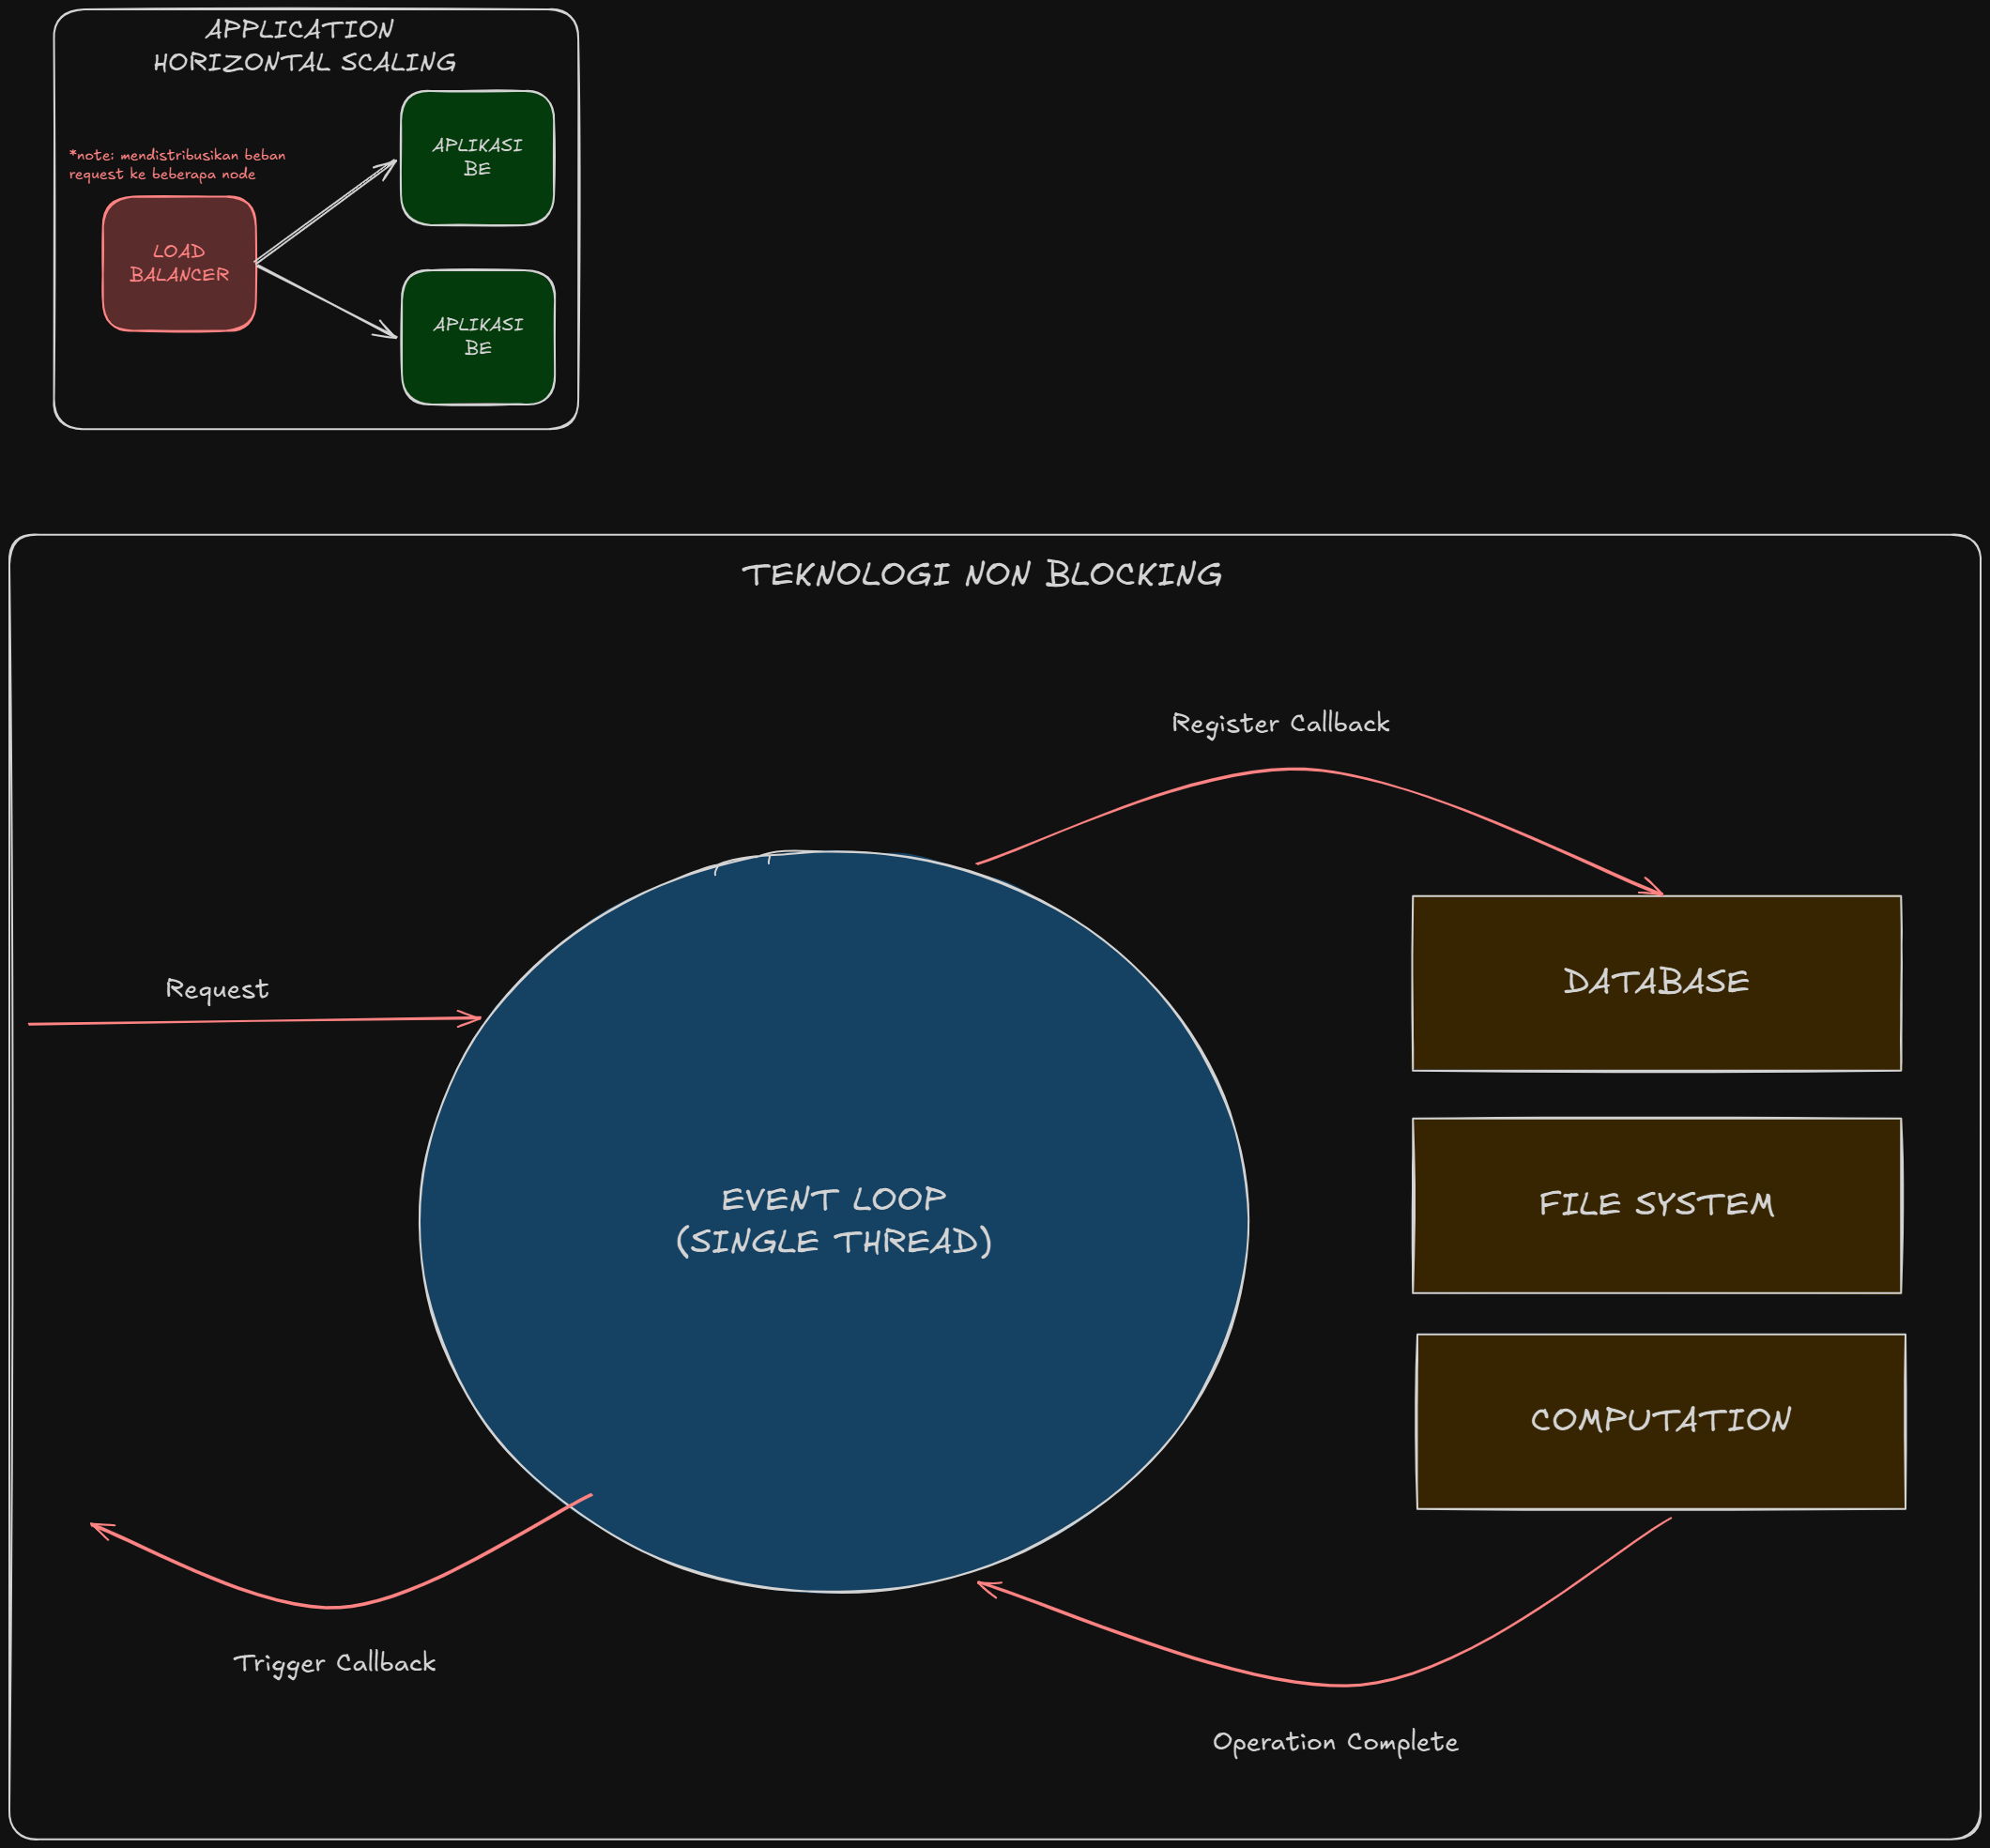 APPLICATION
HORIZONTAL SCALING
*note: mendistribusikan beban
request ke beberapa node
LOAD
BALANCER
APLIKASI
BE
APLIKASI
BE
TEKNOLOGI NON BLOCKING
Register Callback
Request
DATABASE
EVENT LOOP
(SINGLE THREAD)
FILE SYSTEM
COMPUTATION
Trigger Callback
Operation Complete